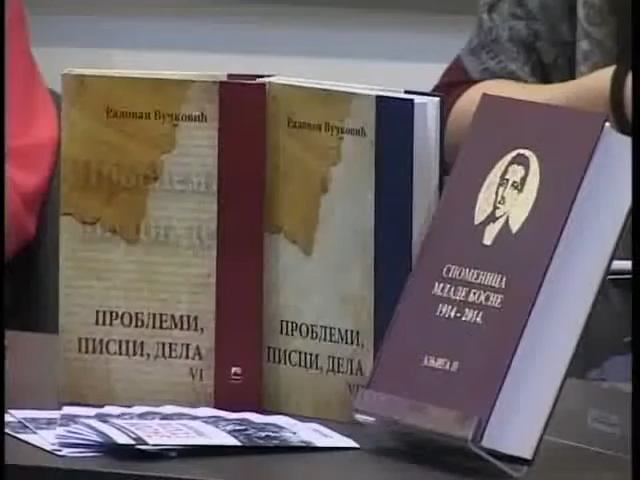 Радован Вучковић
ПРОБЛЕМИ,
ПИСЦИ, ДЕЛА
VI
Радован Вучковић
ПРОБЛЕМИ,
ПИСЦИ, ДЕЛА
СПОМЕНИЦА
МЛАДЕ БОСНЕ
1914 - 2014.
КЊИГА II